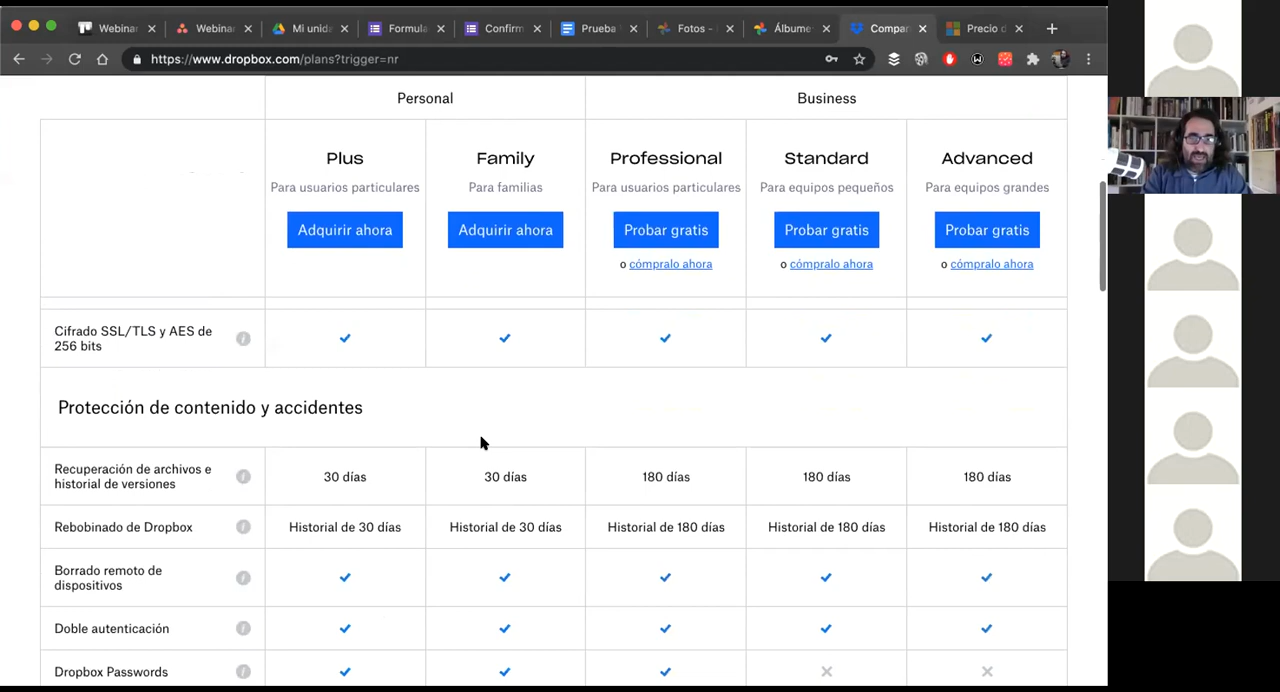 Webinar
Webinar
Mi unida
Formula
Confirm
Prueba
Fotos -
Álbume
Compar
Precio d
https://www.dropbox.com/plans?trigger=nr
Personal
Business
Plus
Family
Professional
Standard
Advanced
Para usuarios particulares
Para familias
Para usuarios particulares
Para equipos pequeños
Para equipos grandes
Adquirir ahora
Adquirir ahora
Probar gratis
Probar gratis
Probar gratis
o cómpralo ahora
o cómpralo ahora
o cómpralo ahora
Cifrado SSL/TLS y AES de
256 bits
Protección de contenido y accidentes
Recuperación de archivos e
historial de versiones
30 días
30 días
180 días
180 días
180 días
Rebobinado de Dropbox
Historial de 30 días
Historial de 30 días
Historial de 180 días
Historial de 180 días
Historial de 180 días
Borrado remoto de
dispositivos
Doble autenticación
Dropbox Passwords